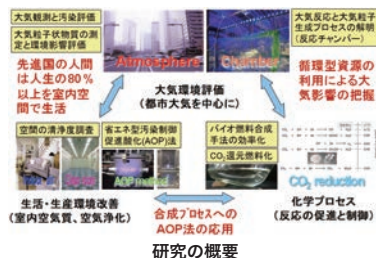 大気観測と汚染評価
大気粒子状物質の測
定と環境影響評価
先進国の人間
は人生の80%
以上を室内空
間で生活
Atmosphere
Chamber
大気反応と大気粒子
生成プロセスの解明
(反応チャンバー)
循環型資源の
利用による大
気影響の把握
大気環境評価
(都市大気を中心に)
空間の清浄度調査
省エネ型汚染制御
促進酸化(AOP)法
バイオ燃料合成
手法の効率化
CO₂還元燃料化
AOP method
CO₂ reduction
生活・生産環境改善
(室内空気質、空気浄化)
合成プロセスへの
AOP法の応用
化学プロセス
(反応の促進と制御)
研究の概要